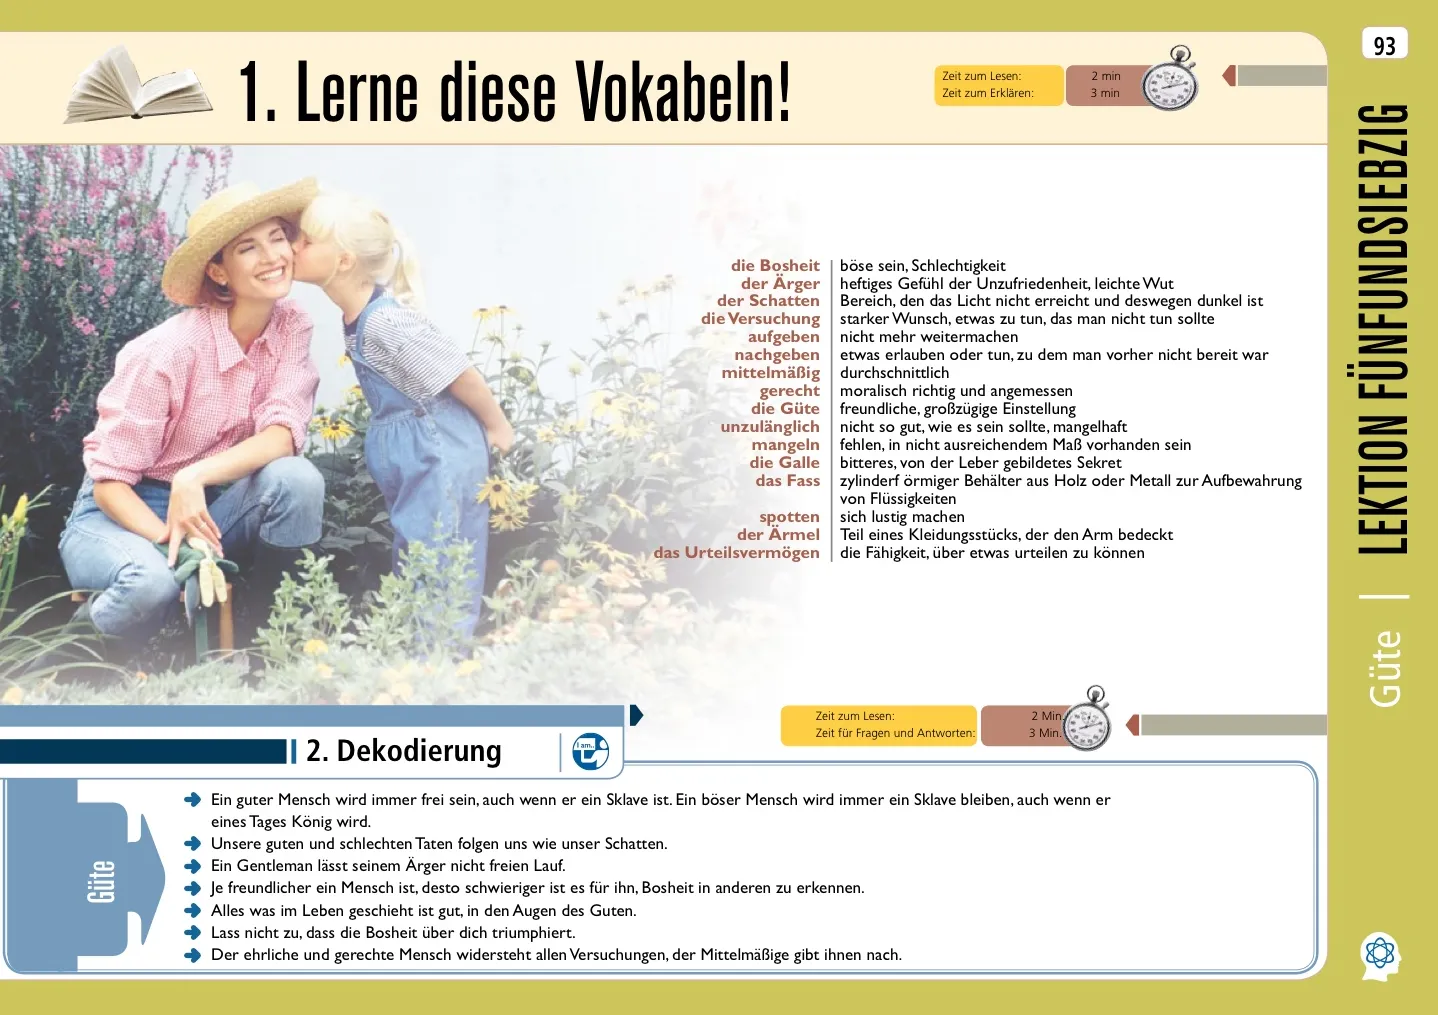 1. Lerne diese Vokabeln!
Zeit zum Lesen: 2 min
Zeit zum Erklären: 3 min
93
LEKTION FÜNFUNDSIEBZIG
Güte
die Bosheit böse sein, Schlechtigkeit
der Ärger heftiges Gefühl der Unzufriedenheit, leichte Wut
der Schatten Bereich, den das Licht nicht erreicht und deswegen dunkel ist
die Versuchung starker Wunsch, etwas zu tun, das man nicht tun sollte
aufgeben nicht mehr weitermachen
nachgeben etwas erlauben oder tun, zu dem man vorher nicht bereit war
mittelmäßig durchschnittlich
gerecht moralisch richtig und angemessen
die Güte freundliche, großzügige Einstellung
unzulänglich nicht so gut, wie es sein sollte, mangelhaft
mangeln fehlen, in nicht ausreichendem Maß vorhanden sein
die Galle bitteres, von der Leber gebildetes Sekret
das Fass zylinderf örmiger Behälter aus Holz oder Metall zur Aufbewahrung
von Flüssigkeiten
spotten sich lustig machen
der Ärmel Teil eines Kleidungsstücks, der den Arm bedeckt
das Urteilsvermögen die Fähigkeit, über etwas urteilen zu können
Zeit zum Lesen: 2 Min.
Zeit für Fragen und Antworten: 3 Min.
2. Dekodierung
I am..
Güte
Ein guter Mensch wird immer frei sein, auch wenn er ein Sklave ist. Ein böser Mensch wird immer ein Sklave bleiben, auch wenn er
eines Tages König wird.
Unsere guten und schlechten Taten folgen uns wie unser Schatten.
Ein Gentleman lässt seinem Ärger nicht freien Lauf.
Je freundlicher ein Mensch ist, desto schwieriger ist es für ihn, Bosheit in anderen zu erkennen.
Alles was im Leben geschieht ist gut, in den Augen des Guten.
Lass nicht zu, dass die Bosheit über dich triumphiert.
Der ehrliche und gerechte Mensch widersteht allen Versuchungen, der Mittelmäßige gibt ihnen nach.